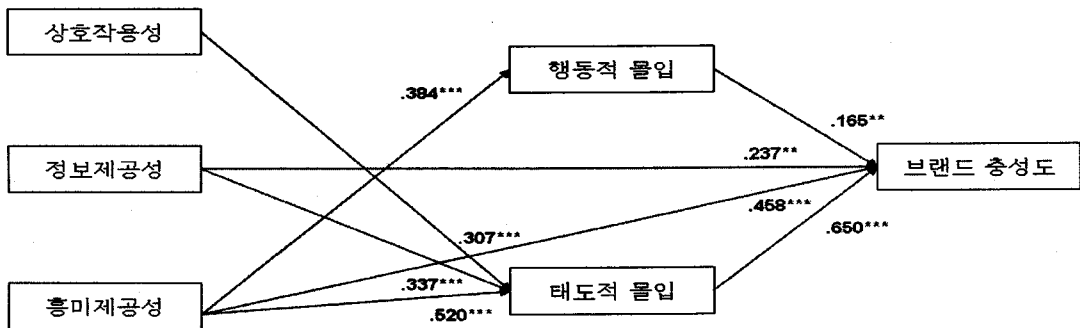 상호작용성
행동적 몰입
.384***
.165**
정보제공성
.237**
브랜드 충성도
.458***
.307***
.650***
흥미제공성
.337***
태도적 몰입
.520***